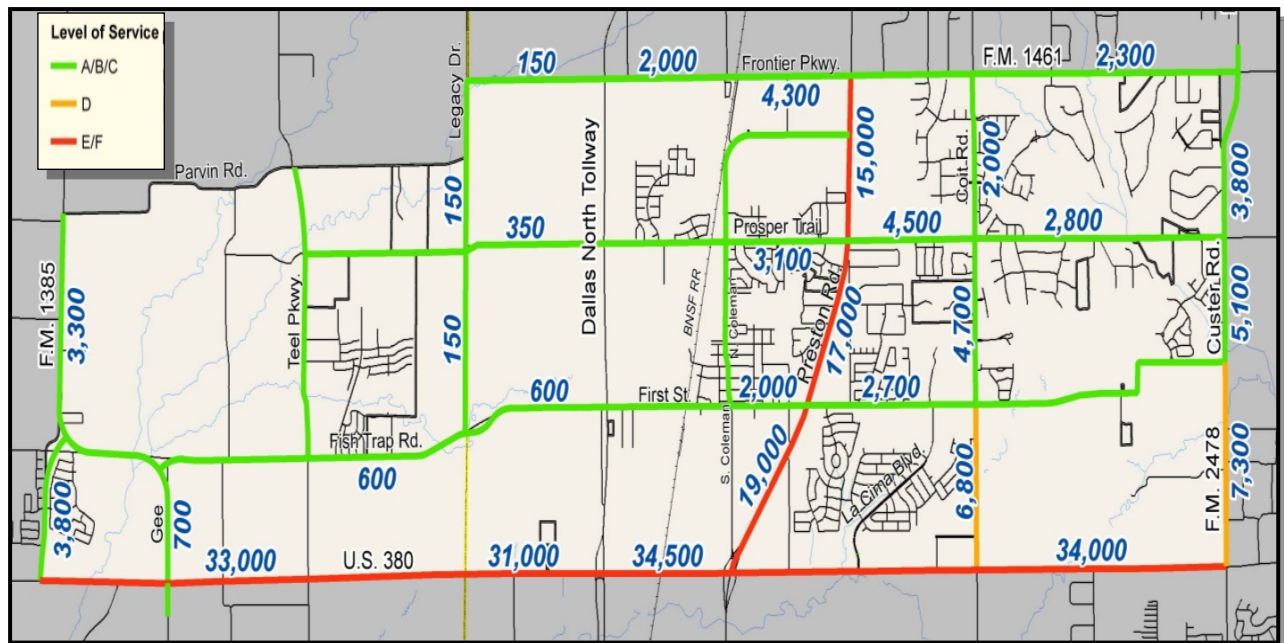 Level of Service
A/B/C
D
E/F
Legacy Dr.
150
2,000
Frontier Pkwy.
F.M. 1461
2,300
4,300
Parvin Rd.
Dallas North Tollway
15,000
Coit Rd.
2,000
3,800
150
350
Prosper Trail
4,500
2,800
3,100
F.M. 1385
3,300
Teel Pkwy.
150
BNSF RR
N. Coleman
Preston Rd.
17,000
4,700
Custer Rd.
5,100
600
First St.
2,000
2,700
Fish Trap Rd.
600
S. Coleman
19,000
La Cima Blvd.
6,800
F.M. 2478
7,300
3,800
Gee
700
33,000
U.S. 380
31,000
34,500
34,000